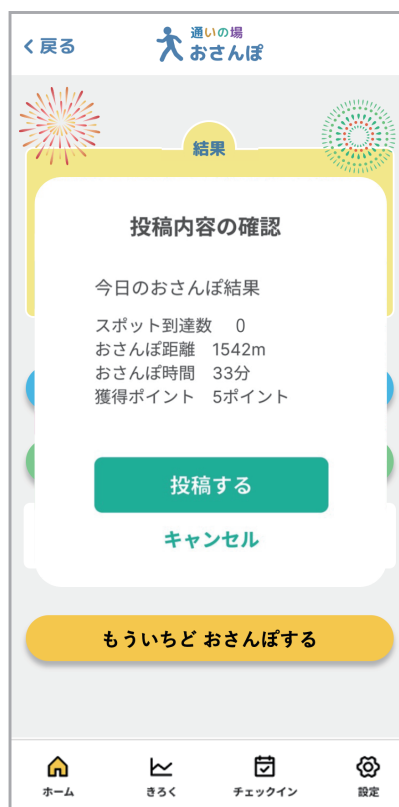 戻る
通いの場
おさんぽ
結果
投稿内容の確認
今日のおさんぽ結果
スポット到達数 0
おさんぽ距離 1542m
おさんぽ時間 33分
獲得ポイント 5ポイント
投稿する
キャンセル
もういちど おさんぽする
ホーム
きろく
チェックイン
設定